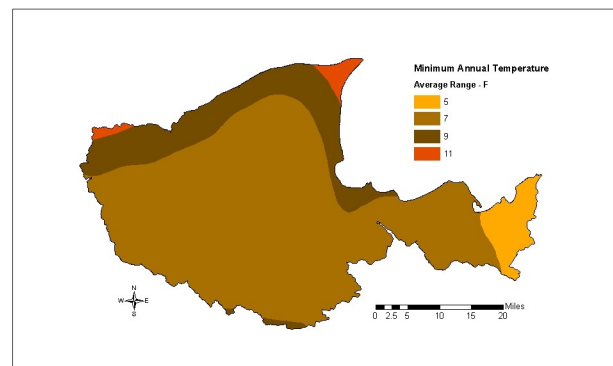 Minimum Annual Temperature
Average Range - F
5
7
9
11
N
W E
S
Miles
0 2.5 5 10 15 20